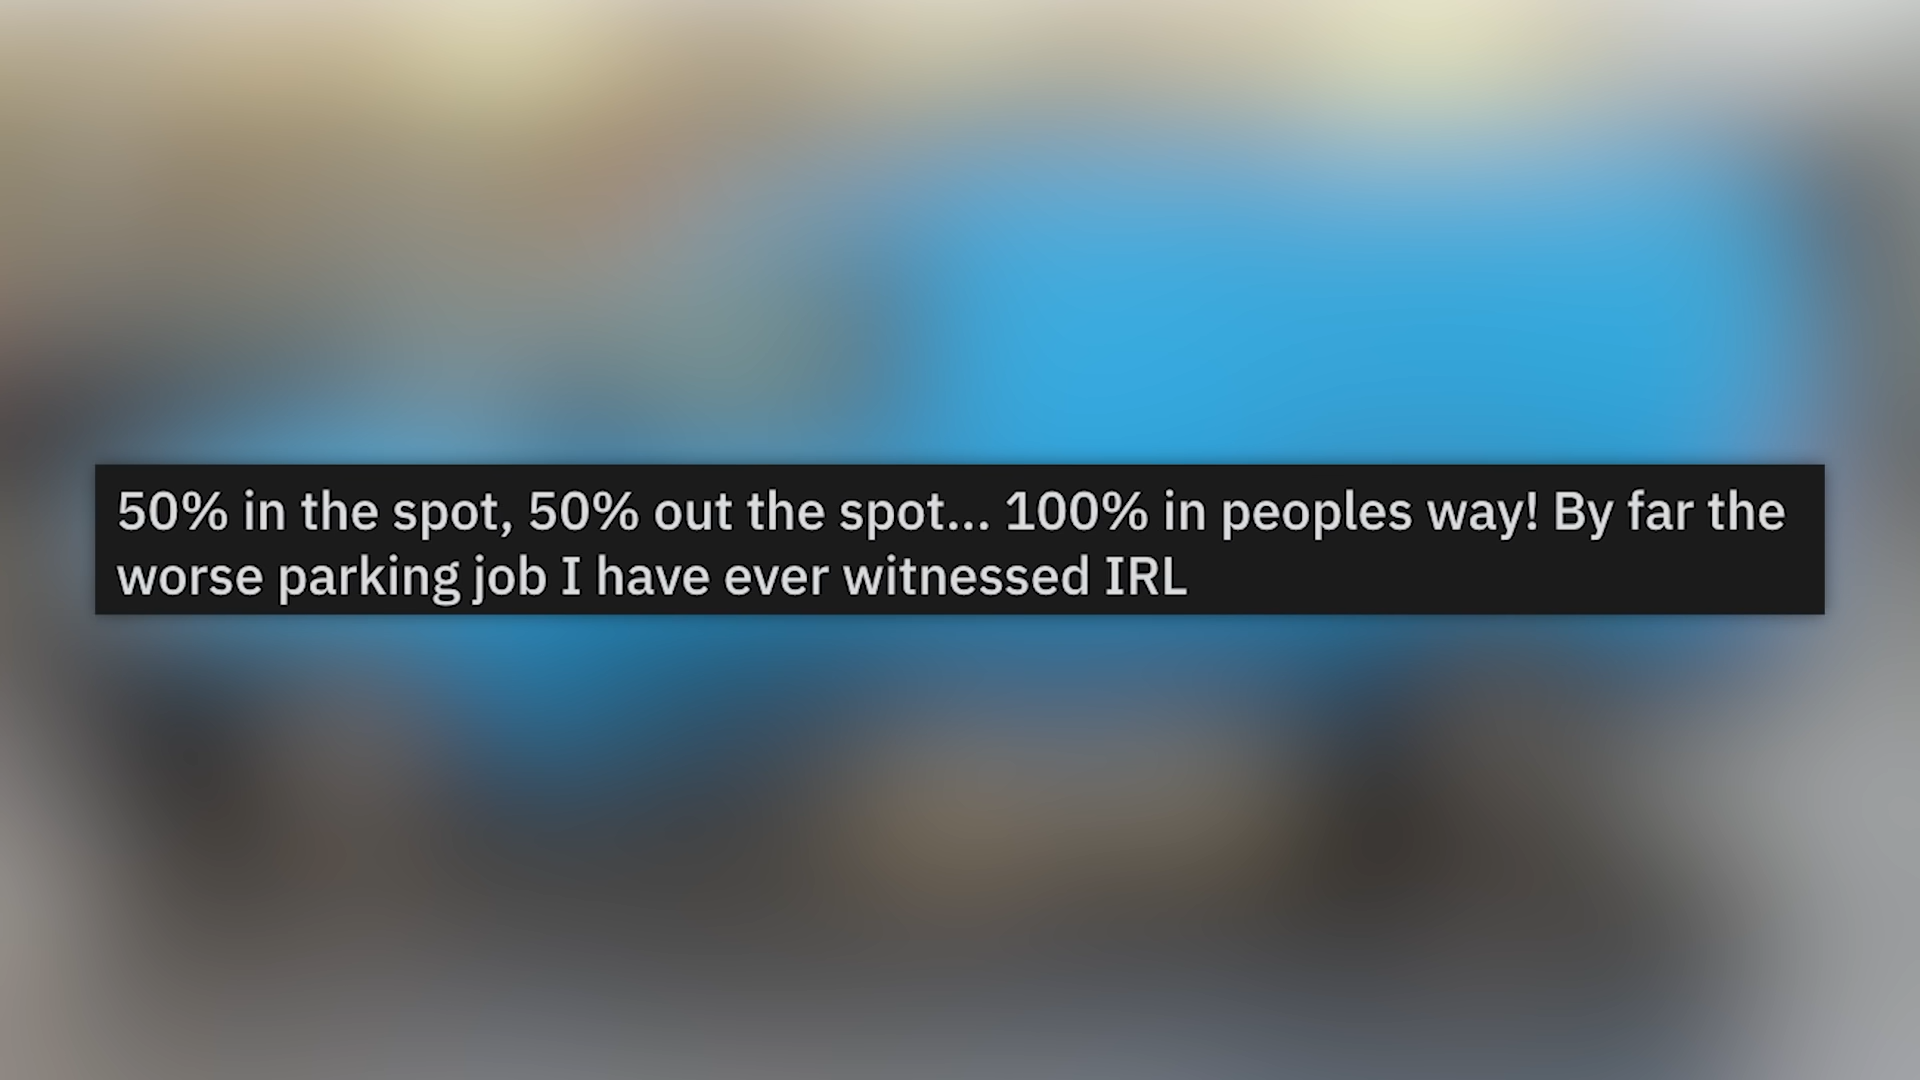 50% in the spot, 50% out the spot... 100% in peoples way! By far the
worse parking job I have ever witnessed IRL